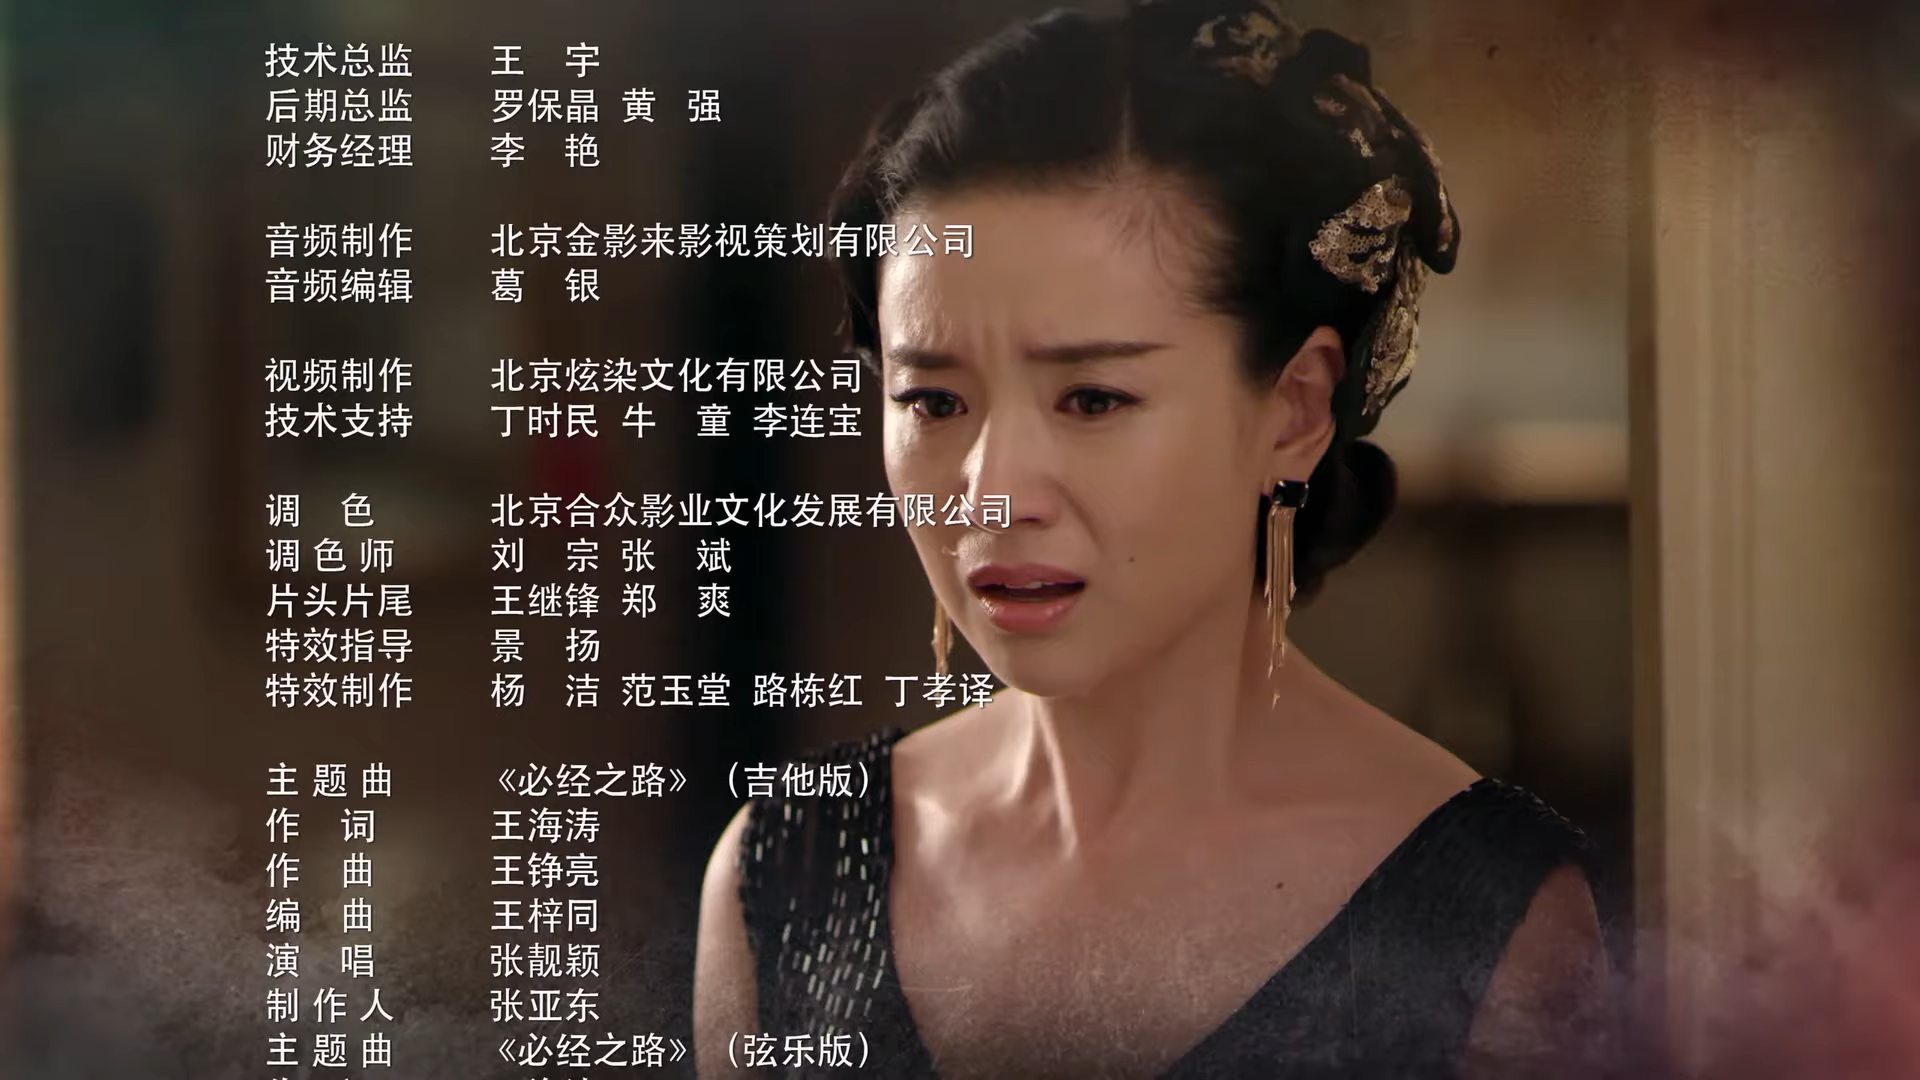 技术总监 王宇
后期总监 罗保晶 黄强
财务经理 李艳
音频制作 北京金影来影视策划有限公司
音频编辑 葛银
视频制作 北京炫染文化有限公司
技术支持 丁时民 牛童 李连宝
调色 北京合众影业文化发展有限公司
调色师 刘宗 张斌
片头片尾 王继锋 郑爽
特效指导 景扬
特效制作 杨洁 范玉堂 路栋红 丁孝译
主题曲 《必经之路》（吉他版）
作词 王海涛
作曲 王铮亮
编曲 王梓同
演唱 张靓颖
制作人 张亚东
主题曲 《必经之路》（弦乐版）